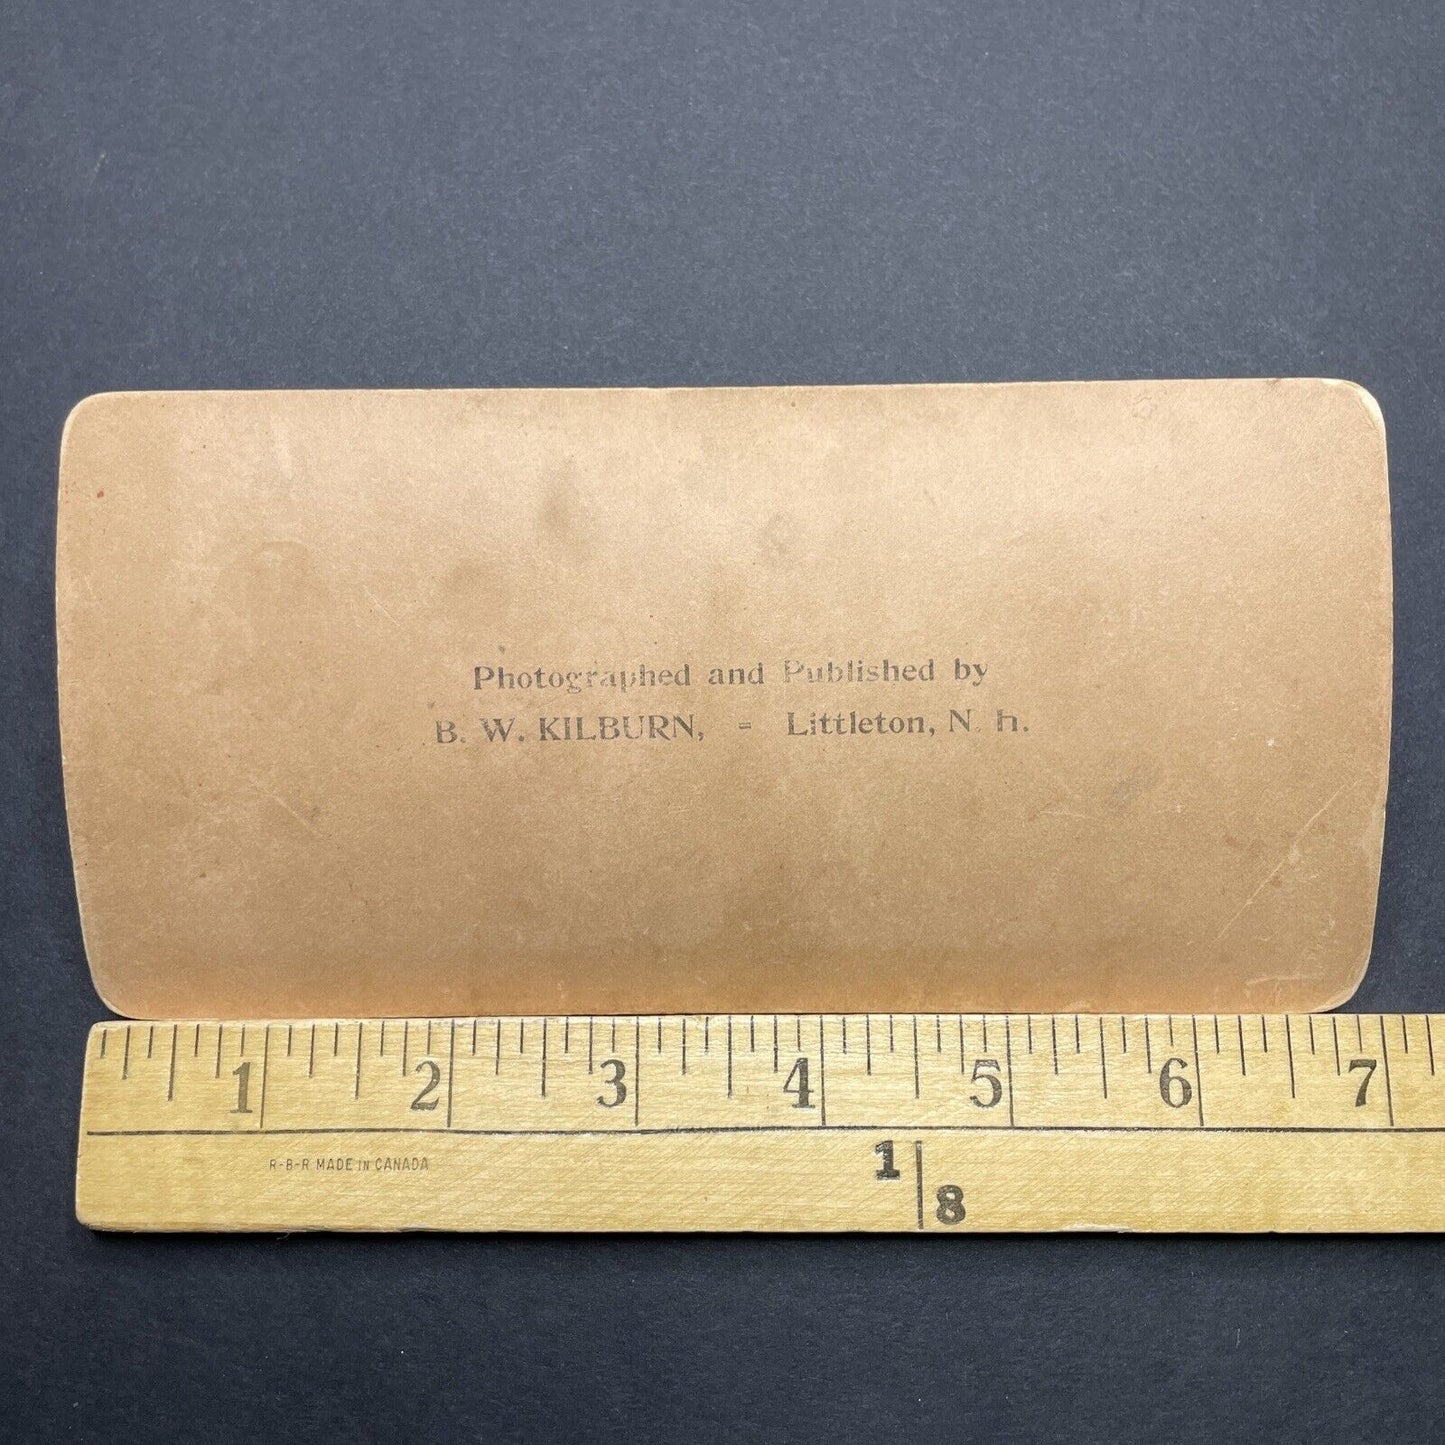 Photographed and Published by
B. W. KILBURN, = Littleton, N. H.
1 2 3 4 5 6 7
R-B-R MADE IN CANADA
1 8